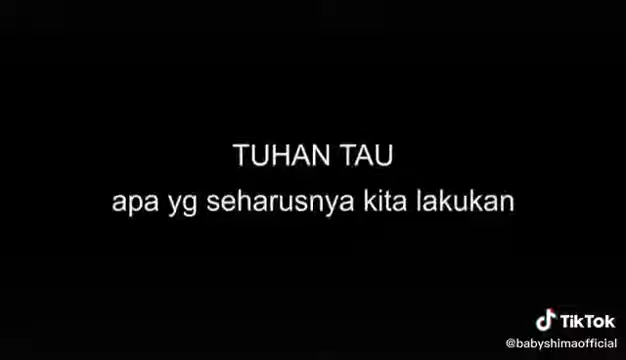 TUHAN TAU
apa yg seharusnya kita lakukan
TikTok
@babyshimaofficial